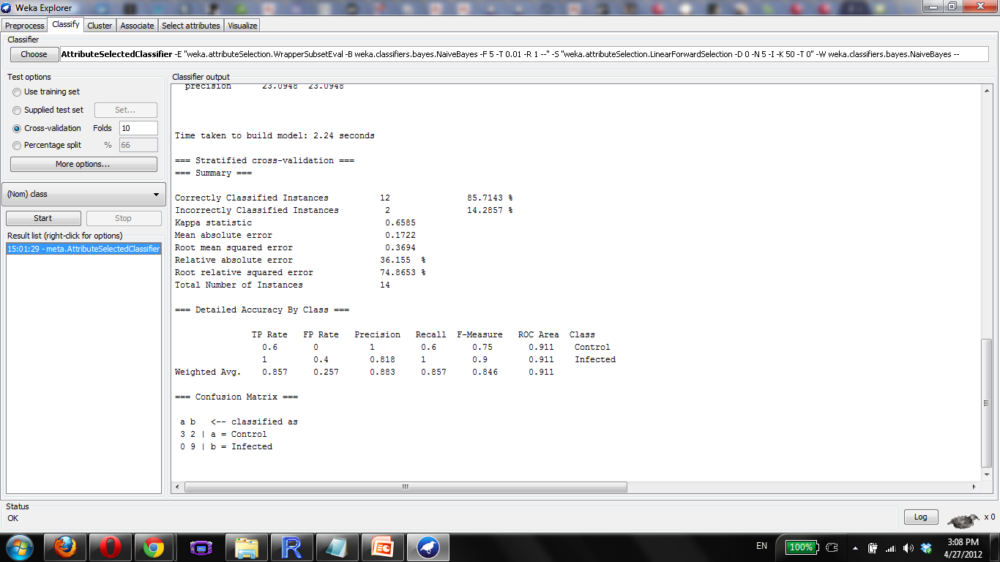 Weka Explorer
Preprocess Classify Cluster Associate Select attributes Visualize
Classifier
Choose AttributeSelectedClassifier -E "weka.attributeSelection.WrapperSubsetEval -B weka.classifiers.bayes.NaiveBayes -F 5 -T 0.01 -R 1 --" -S "weka.attributeSelection.LinearForwardSelection -D 0 -N 5 -I -K 50 -T 0" -W weka.classifiers.bayes.NaiveBayes --
Test options
Use training set
Supplied test set Set...
Cross-validation Folds 10
Percentage split % 66
More options...
(Nom) class
Start Stop
Result list (right-click for options)
15:01:29 - meta.AttributeSelectedClassifier
Classifier output
precision 23.0948 23.0948
Time taken to build model: 2.24 seconds
=== Stratified cross-validation ===
=== Summary ===
Correctly Classified Instances 12 85.7143 %
Incorrectly Classified Instances 2 14.2857 %
Kappa statistic 0.6585
Mean absolute error 0.1722
Root mean squared error 0.3694
Relative absolute error 36.155 %
Root relative squared error 74.8653 %
Total Number of Instances 14
=== Detailed Accuracy By Class ===
TP Rate FP Rate Precision Recall F-Measure ROC Area Class
0.6 0 1 0.6 0.75 0.911 Control
1 0.4 0.818 1 0.9 0.911 Infected
Weighted Avg. 0.857 0.257 0.883 0.857 0.846 0.911
=== Confusion Matrix ===
a b <-- classified as
3 2 | a = Control
0 9 | b = Infected
Status
OK
Log x 0
EN 100% 3:08 PM
4/27/2012